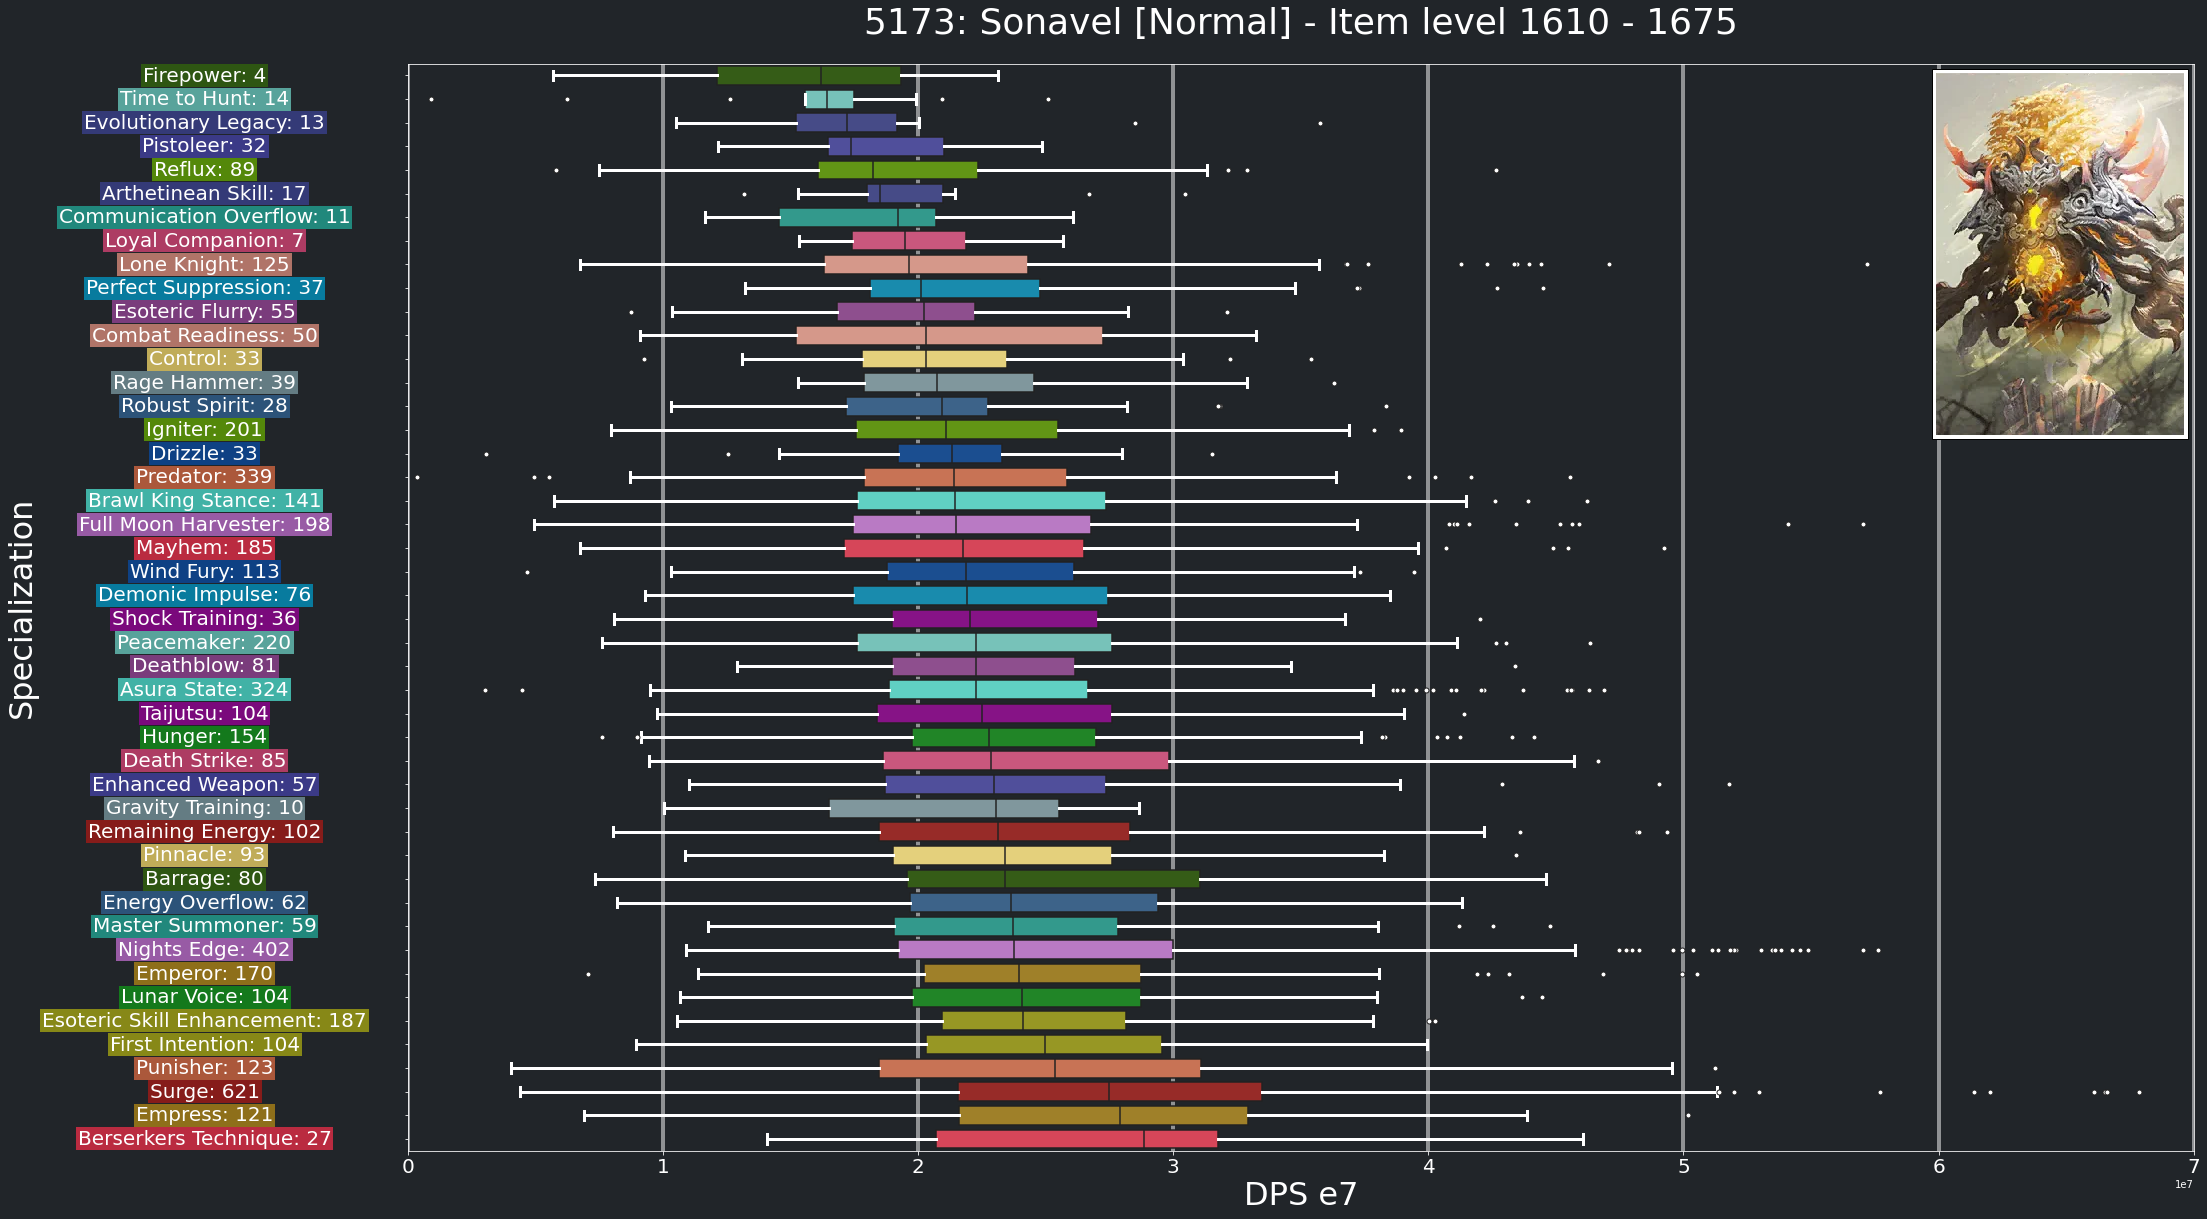 5173: Sonavel [Normal] - Item level 1610 - 1675
Specialization
Firepower: 4
Time to Hunt: 14
Evolutionary Legacy: 13
Pistoleer: 32
Reflux: 89
Arthetinean Skill: 17
Communication Overflow: 11
Loyal Companion: 7
Lone Knight: 125
Perfect Suppression: 37
Esoteric Flurry: 55
Combat Readiness: 50
Control: 33
Rage Hammer: 39
Robust Spirit: 28
Igniter: 201
Drizzle: 33
Predator: 339
Brawl King Stance: 141
Full Moon Harvester: 198
Mayhem: 185
Wind Fury: 113
Demonic Impulse: 76
Shock Training: 36
Peacemaker: 220
Deathblow: 81
Asura State: 324
Taijutsu: 104
Hunger: 154
Death Strike: 85
Enhanced Weapon: 57
Gravity Training: 10
Remaining Energy: 102
Pinnacle: 93
Barrage: 80
Energy Overflow: 62
Master Summoner: 59
Nights Edge: 402
Emperor: 170
Lunar Voice: 104
Esoteric Skill Enhancement: 187
First Intention: 104
Punisher: 123
Surge: 621
Empress: 121
Berserkers Technique: 27
0 1 2 3 4 5 6 7
1e7
DPS e7